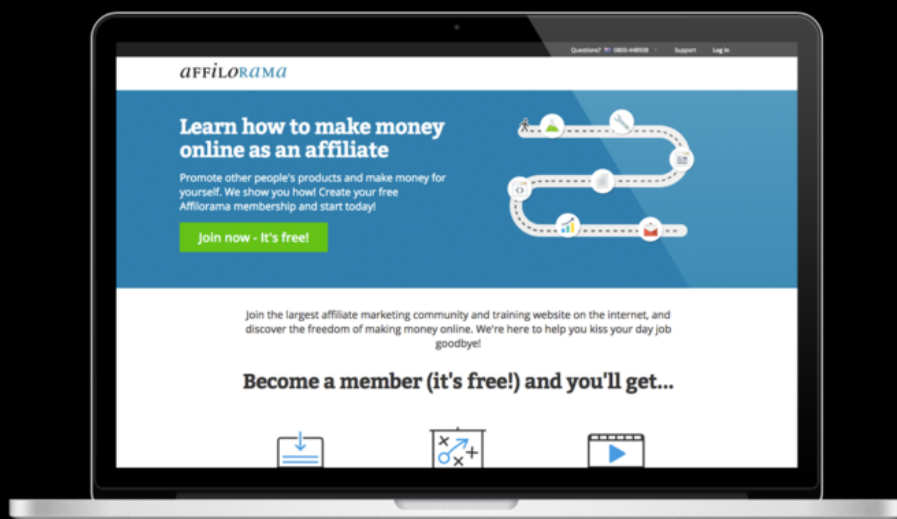 Questions? 0800-448938 Support Log in
AFFILORAMA
Learn how to make money
online as an affiliate
Promote other people's products and make money for
yourself. We show you how! Create your free
Affilorama membership and start today!
Join now - It's free!
Join the largest affiliate marketing community and training website on the internet, and
discover the freedom of making money online. We're here to help you kiss your day job
goodbye!
Become a member (it's free!) and you'll get...